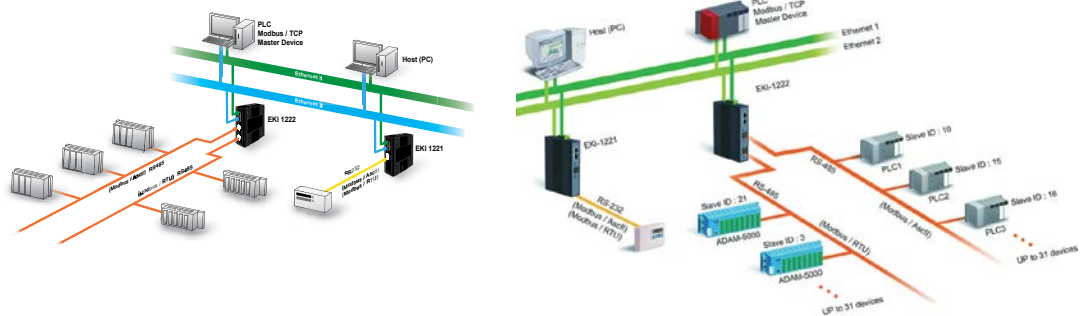 PLC
Modbus / TCP
Master Device
Host (PC)
Ethernet 1
Ethernet 2
EKI 1222
EKI 1221
(Modbus / Ascii) RS485
(Modbus / RTU) RS485
RS232
(Modbus / Ascii)
(Modbus / RTU)
PLC
Modbus / TCP
Master Device
Host (PC)
Ethernet 1
Ethernet 2
EKI-1222
EKI-1221
RS-232
(Modbus / AscII)
(Modbus / RTU)
RS-485
RS-485
(Modbus / AscII)
(Modbus / RTU)
Slave ID : 10
PLC1
Slave ID : 15
PLC2
Slave ID : 18
PLC3
UP to 31 devices
Slave ID : 21
ADAM-5000
Slave ID : 3
ADAM-5000
UP to 31 devices